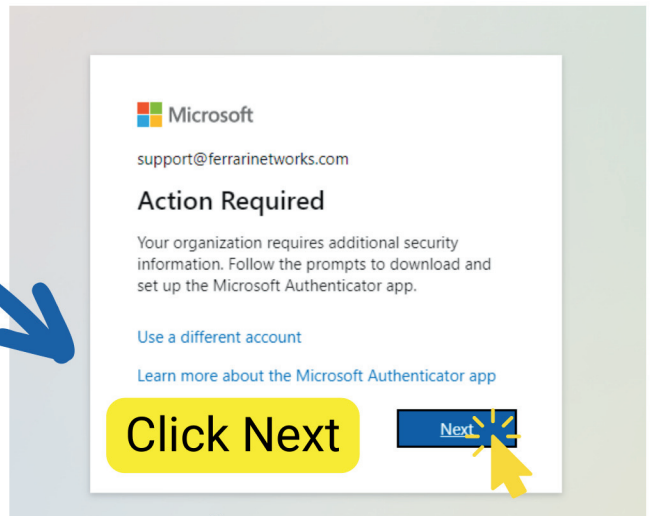 Microsoft
support@ferrarinetworks.com
Action Required
Your organization requires additional security
information. Follow the prompts to download and
set up the Microsoft Authenticator app.
Use a different account
Learn more about the Microsoft Authenticator app
Click Next
Next